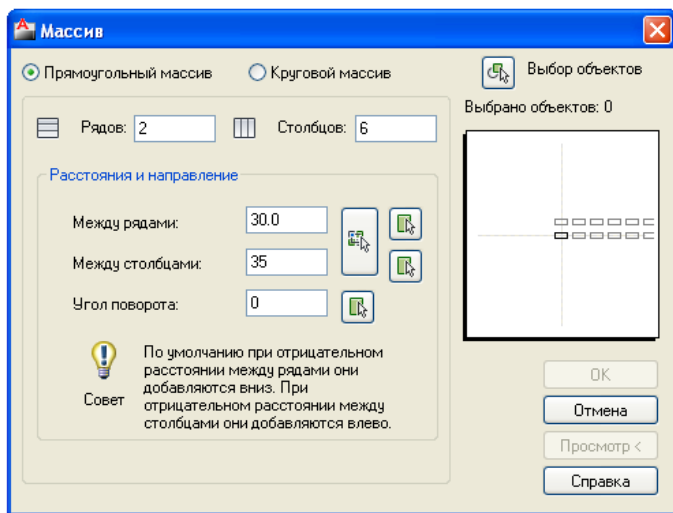 Массив
Прямоугольный массив
Круговой массив
Выбор объектов
Выбрано объектов: 0
Рядов: 2
Столбцов: 6
Расстояния и направление
Между рядами: 30.0
Между столбцами: 35
Угол поворота: 0
По умолчанию при отрицательном
расстоянии между рядами они
добавляются вниз. При
отрицательном расстоянии между
столбцами они добавляются влево.
Совет
OK
Отмена
Просмотр <
Справка